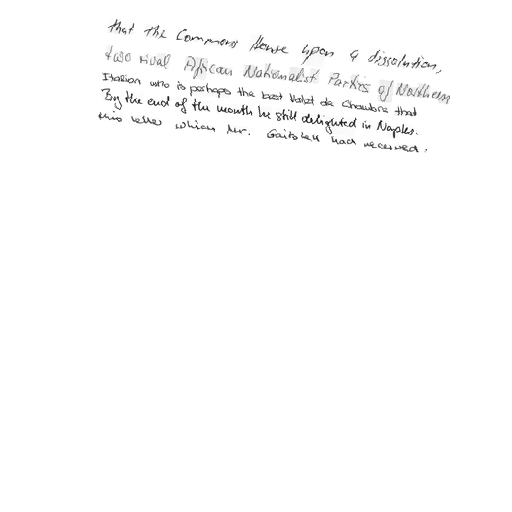 that the Commons House upon a dissolution,
two rival African Nationalist Parties of Northern
Italian who is perhaps the best Valet de Chambre that
By the end of the month he still delighted in Naples.
this letter which Mr. Gaitskell had received,